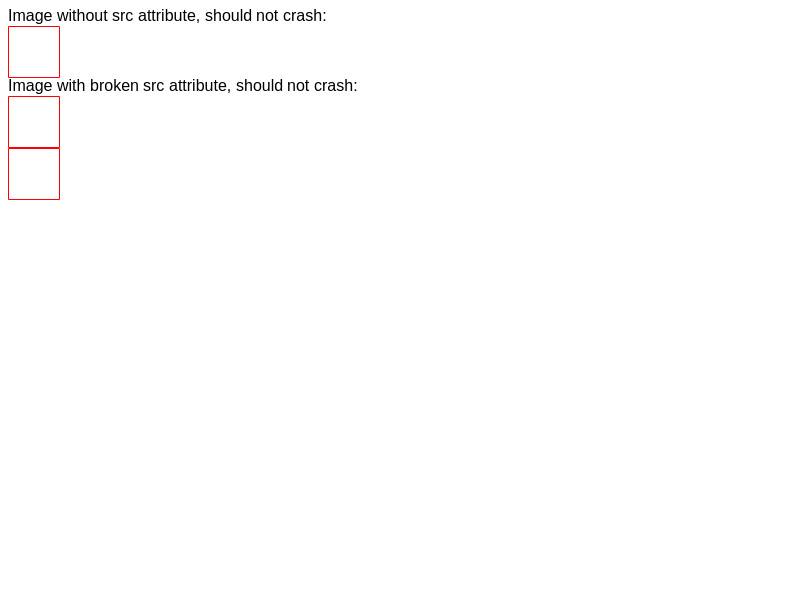 Image without src attribute, should not crash:
Image with broken src attribute, should not crash: